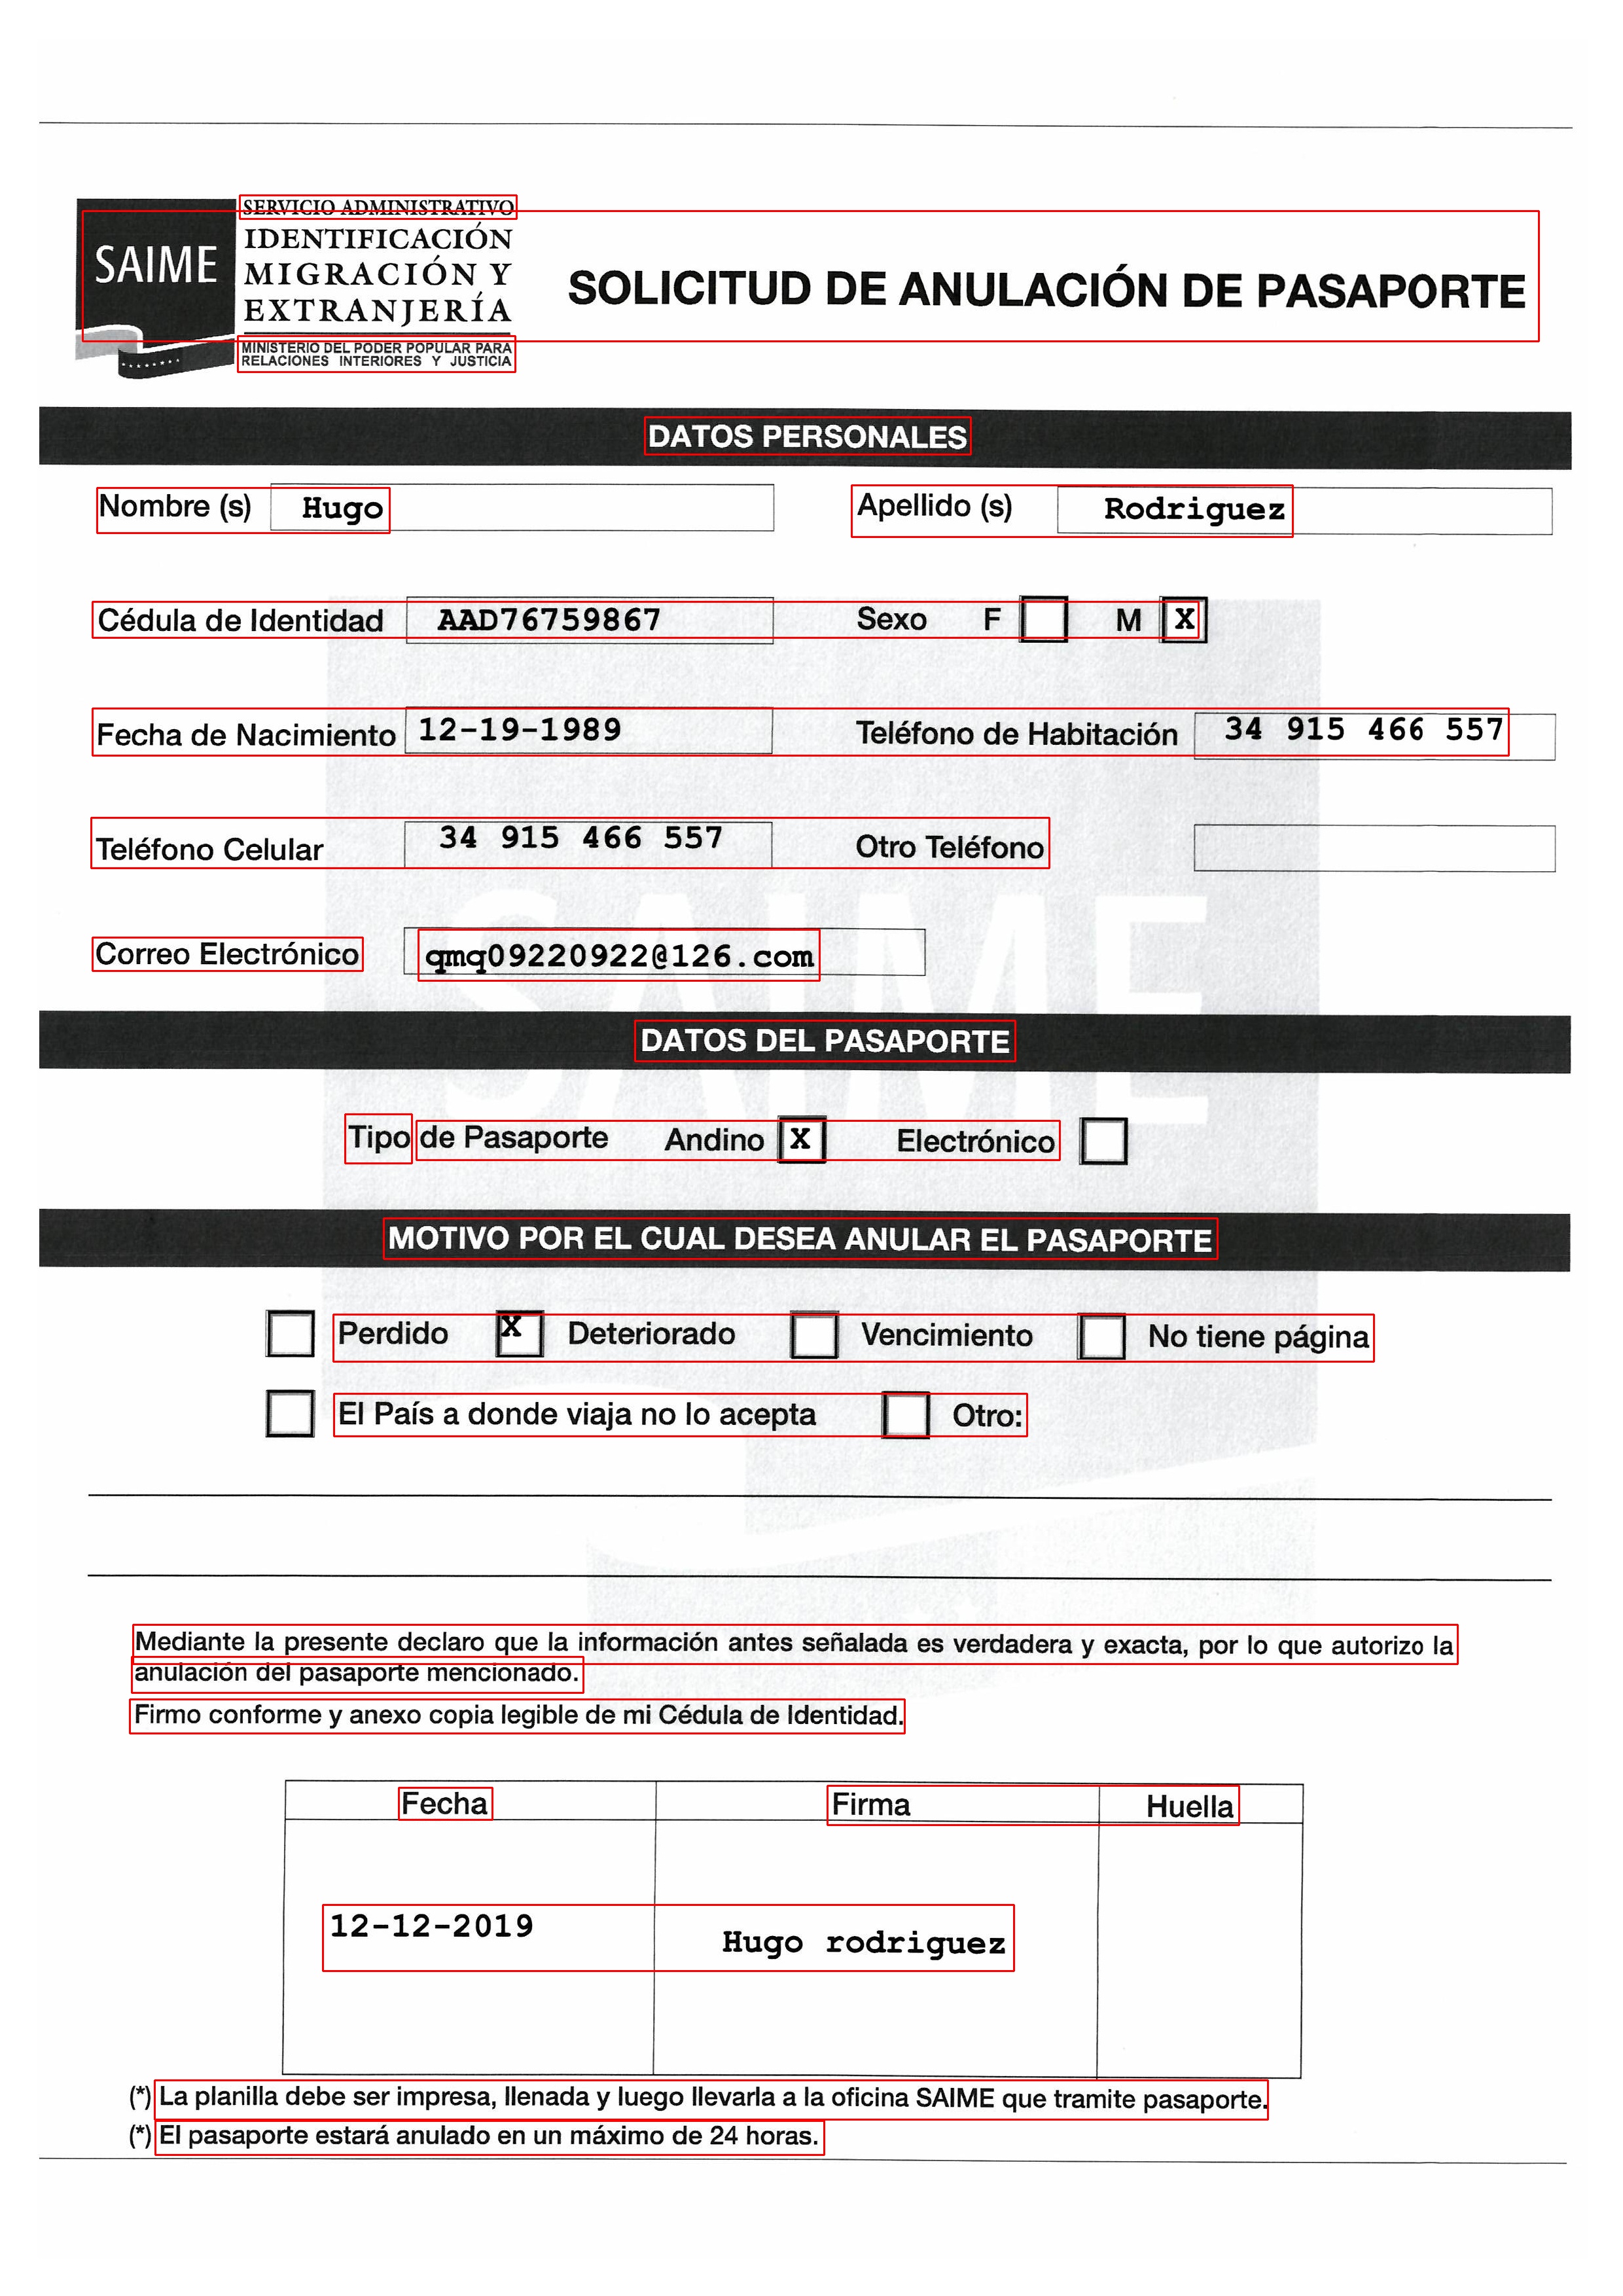 SERVICIO ADMINISTRATIVO
IDENTIFICACIÓN
MIGRACIÓN Y
EXTRANJERÍA
SAIME
SOLICITUD DE ANULACIÓN DE PASAPORTE
MINISTERIO DEL PODER POPULAR PARA
RELACIONES INTERIORES Y JUSTICIA
DATOS PERSONALES
Nombre (s) Hugo Apellido (s) Rodriguez
Cédula de Identidad AAD76759867 Sexo F M X
Fecha de Nacimiento 12-19-1989 Teléfono de Habitación 34 915 466 557
Teléfono Celular 34 915 466 557 Otro Teléfono
Correo Electrónico qmq09220922@126.com
SAIME
DATOS DEL PASAPORTE
Tipo de Pasaporte Andino X Electrónico
MOTIVO POR EL CUAL DESEA ANULAR EL PASAPORTE
Perdido X Deteriorado Vencimiento No tiene página
El País a donde viaja no lo acepta Otro:
Mediante la presente declaro que la información antes señalada es verdadera y exacta, por lo que autorizo la
anulación del pasaporte mencionado.
Firmo conforme y anexo copia legible de mi Cédula de Identidad.
Fecha Firma Huella
12-12-2019 Hugo rodriguez
(*) La planilla debe ser impresa, llenada y luego llevarla a la oficina SAIME que tramite pasaporte.
(*) El pasaporte estará anulado en un máximo de 24 horas.